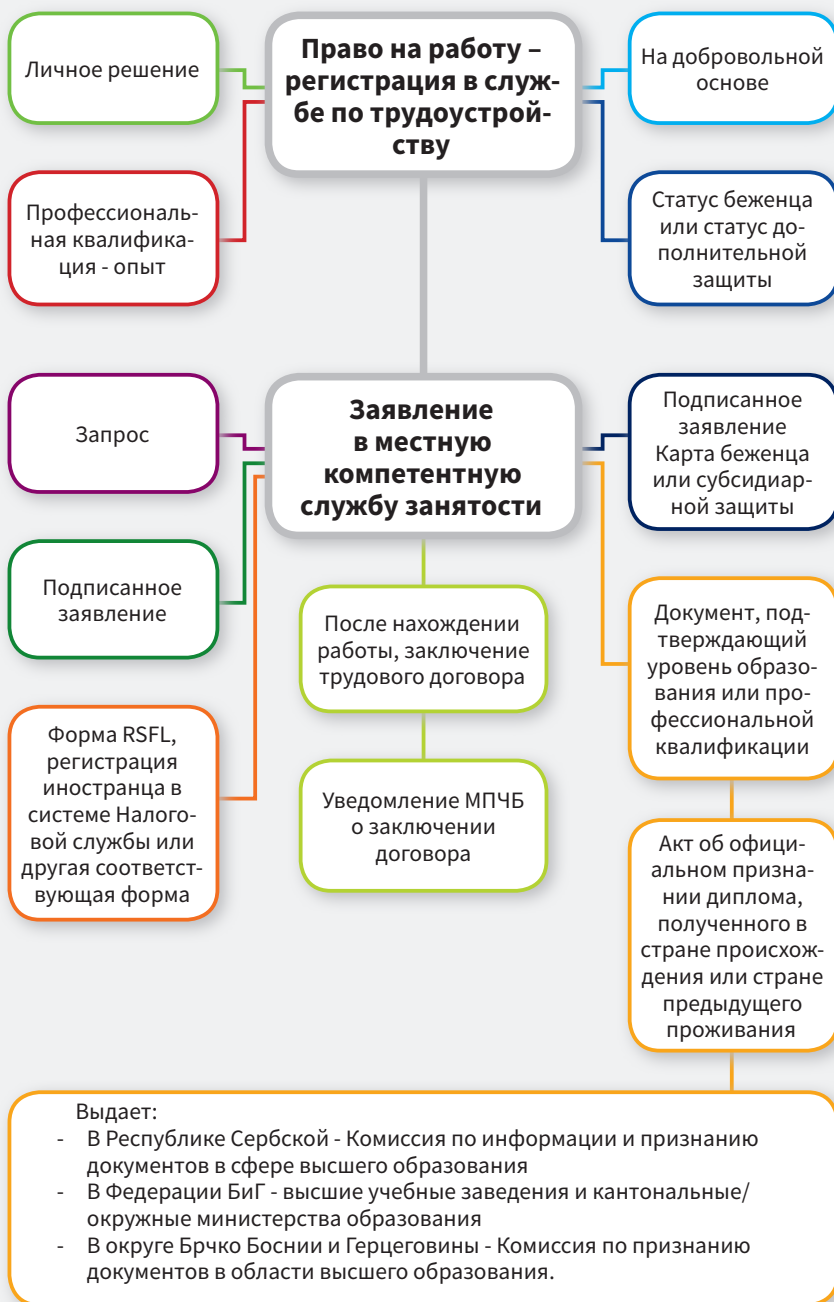 Личное решение
Право на работу –
регистрация в служ-
бе по трудоустрой-
ству
На добровольной
основе
Профессиональ-
ная квалифика-
ция - опыт
Статус беженца
или статус до-
полнительной
защиты
Запрос
Заявление
в местную
компетентную
службу занятости
Подписанное
заявление
Карта беженца
или субсидиар-
ной защиты
Подписанное
заявление
После нахождении
работы, заключение
трудового договора
Документ, под-
тверждающий
уровень образо-
вания или про-
фессиональной
квалификации
Форма RSFL,
регистрация
иностранца в
системе Налого-
вой службы или
другая соответст-
вующая форма
Уведомление МПЧБ
о заключении
договора
Акт об офици-
альном призна-
нии диплома,
полученного в
стране происхож-
дения или стране
предыдущего
проживания
Выдает:
- В Республике Сербской - Комиссия по информации и признанию
документов в сфере высшего образования
- В Федерации БиГ - высшие учебные заведения и кантональные/
окружные министерства образования
- В округе Брчко Боснии и Герцеговины - Комиссия по признанию
документов в области высшего образования.